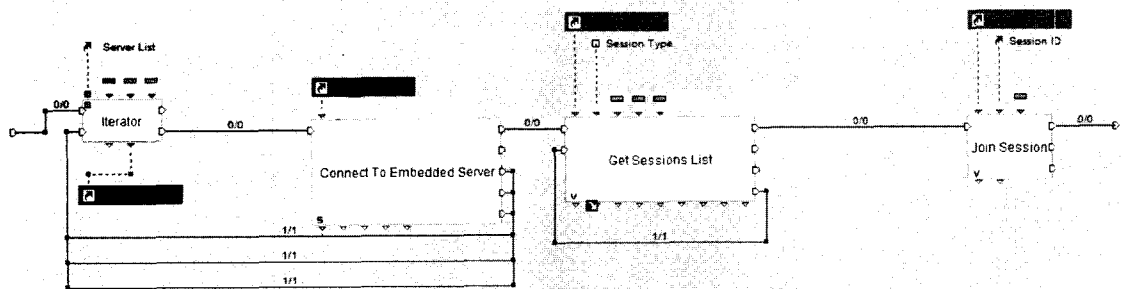 Server List
Session Type
Session ID
0/0
Iterator
0/0
Connect To Embedded Server
S
0/0
Get Sessions List
V
0/0
Join Session
V
0/0
1/1
1/1
1/1
1/1